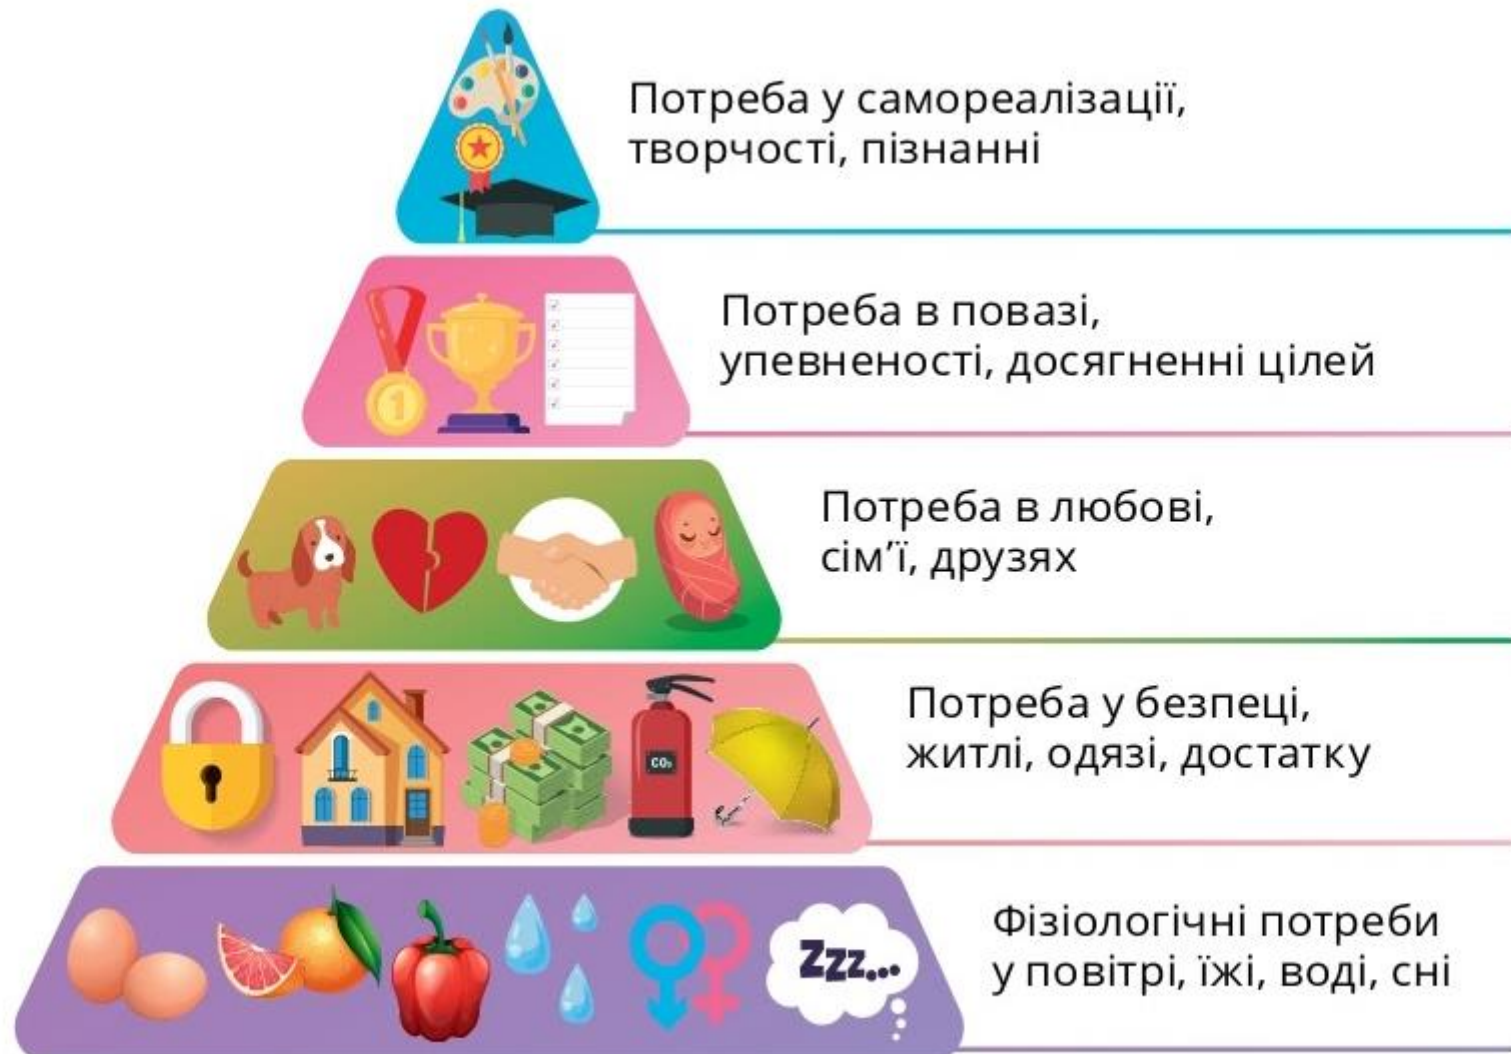 Потреба у самореалізації,
творчості, пізнанні
Потреба в повазі,
упевненості, досягненні цілей
1
Потреба в любові,
сім’ї, друзях
Потреба у безпеці,
житлі, одязі, достатку
CO₂
Фізіологічні потреби
у повітрі, їжі, воді, сні
Zzz...